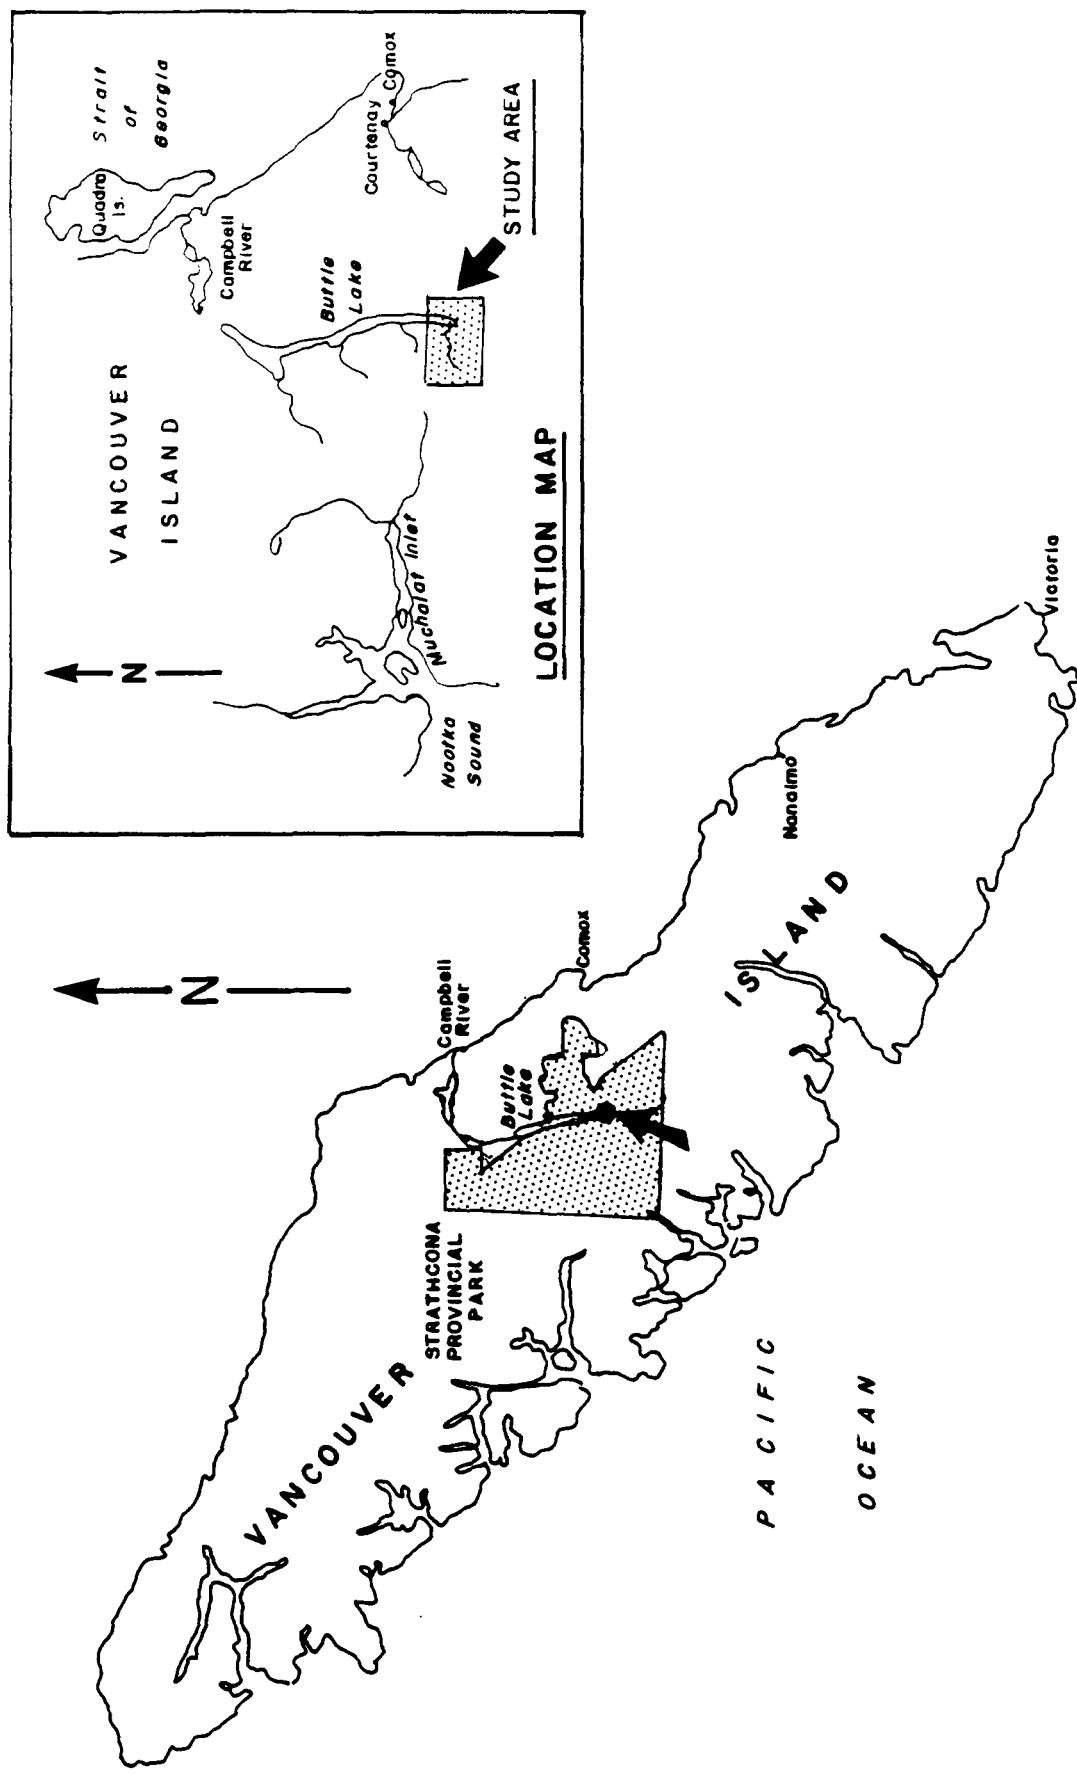 VANCOUVER
ISLAND
Quadra
Is.
Strait
of
Georgia
Campbell
River
Courtenay
Comox
Buttle
Lake
STUDY AREA
N
Muchalat Inlet
Nootka
Sound
LOCATION MAP
N
Campbell
River
Comox
Buttle
Lake
STRATHCONA
PROVINCIAL
PARK
VANCOUVER
ISLAND
Nanaimo
Victoria
PACIFIC
OCEAN